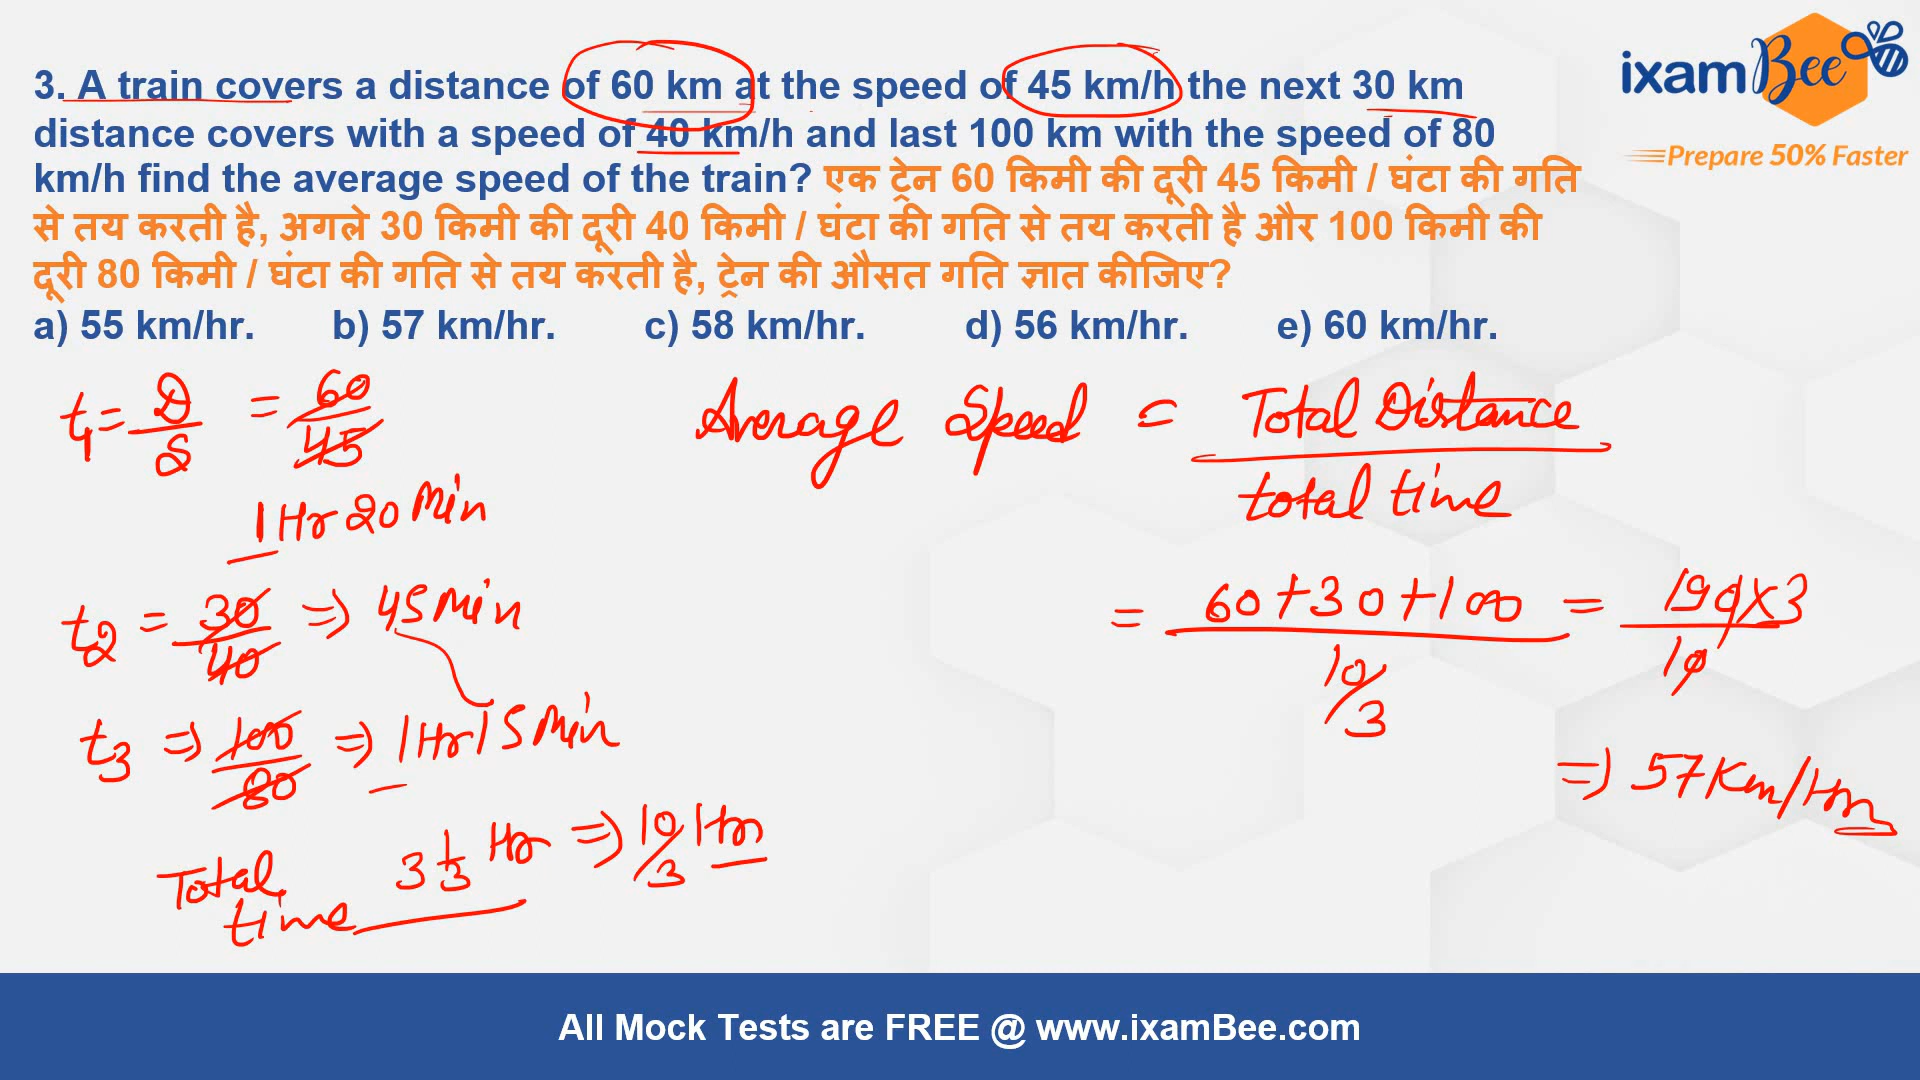 3. A train covers a distance of 60 km at the speed of 45 km/h the next 30 km
distance covers with a speed of 40 km/h and last 100 km with the speed of 80
km/h find the average speed of the train? एक ट्रेन 60 किमी की दूरी 45 किमी / घंटा की गति
से तय करती है, अगले 30 किमी की दूरी 40 किमी / घंटा की गति से तय करती है और 100 किमी की
दूरी 80 किमी / घंटा की गति से तय करती है, ट्रेन की औसत गति ज्ञात कीजिए?
a) 55 km/hr. b) 57 km/hr. c) 58 km/hr. d) 56 km/hr. e) 60 km/hr.
ixamBee
Prepare 50% Faster
t1 = D/S = 60/45
1 Hr 20 Min
t2 = 30/40 ⇒ 45 Min
t3 ⇒ 100/80 ⇒ 1 Hr 15 Min
Total time 3 1/3 Hr ⇒ 10/3 Hr
Average Speed = Total Distance
total time
= 60+30+100 / 10/3 = 190×3 / 10
⇒ 57 Km/Hr
All Mock Tests are FREE @ www.ixamBee.com